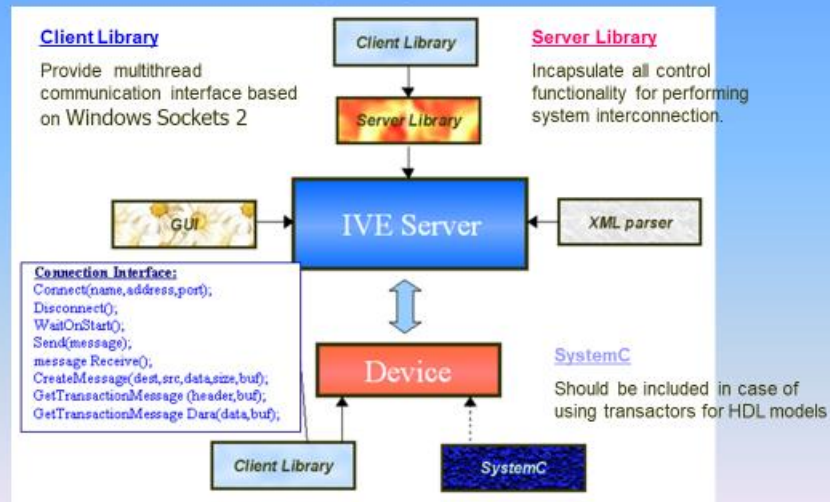 Client Library
Provide multithread
communication interface based
on Windows Sockets 2
Client Library
Server Library
Server Library
Incapsulate all control
functionality for performing
system interconnection.
GUI
IVE Server
XML parser
Connection Interface:
Connect(name,address,port);
Disconnect();
WaitOnStart();
Send(message);
message Receive();
CreateMessage(dest,src,data,size,buf);
GetTransactionMessage (header,buf);
GetTransactionMessage Dara(data,buf);
Device
SystemC
Should be included in case of
using transactors for HDL models
Client Library
SystemC